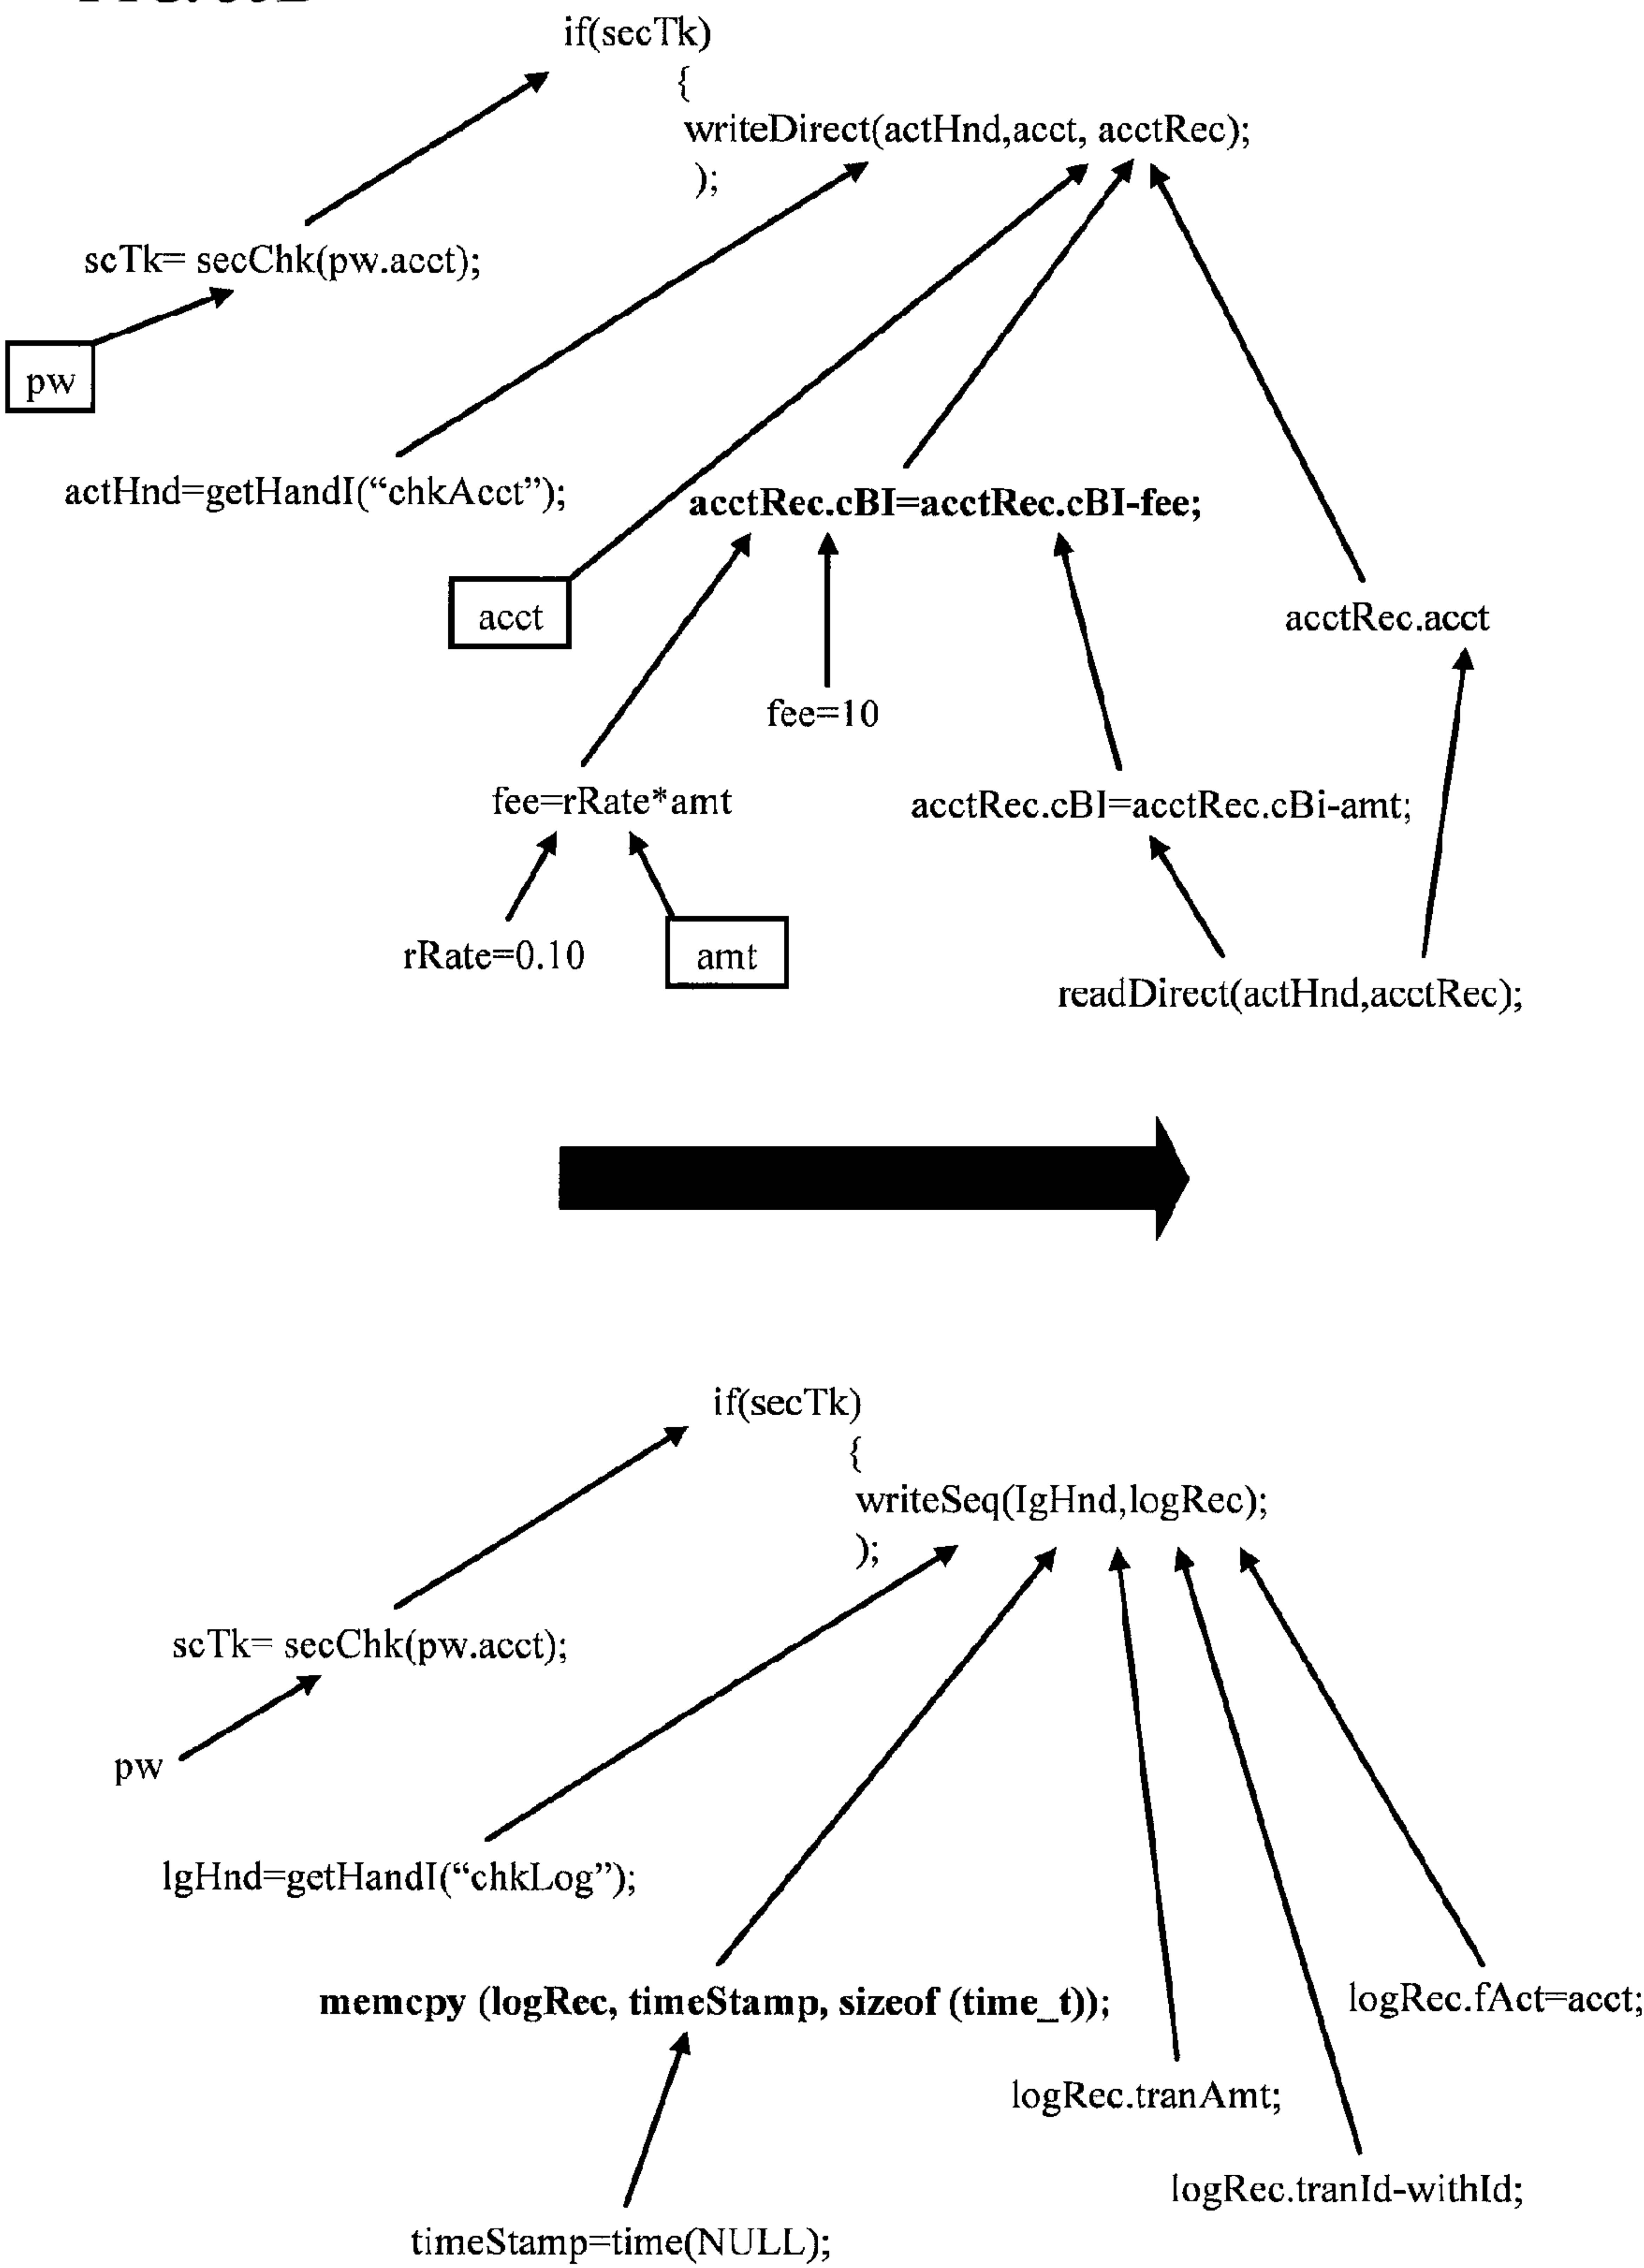 if(secTk)
{
writeDirect(actHnd,acct, acctRec);
);
scTk= secChk(pw.acct);
pw
actHnd=getHandI(“chkAcct”);
acctRec.cBI=acctRec.cBI-fee;
acct
acctRec.acct
fee=10
fee=rRate*amt
acctRec.cBI=acctRec.cBi-amt;
rRate=0.10
amt
readDirect(actHnd,acctRec);
if(secTk)
{
writeSeq(IgHnd,logRec);
);
scTk= secChk(pw.acct);
pw
lgHnd=getHandI(“chkLog”);
memcpy (logRec, timeStamp, sizeof (time_t));
logRec.fAct=acct;
logRec.tranAmt;
logRec.tranId-withId;
timeStamp=time(NULL);